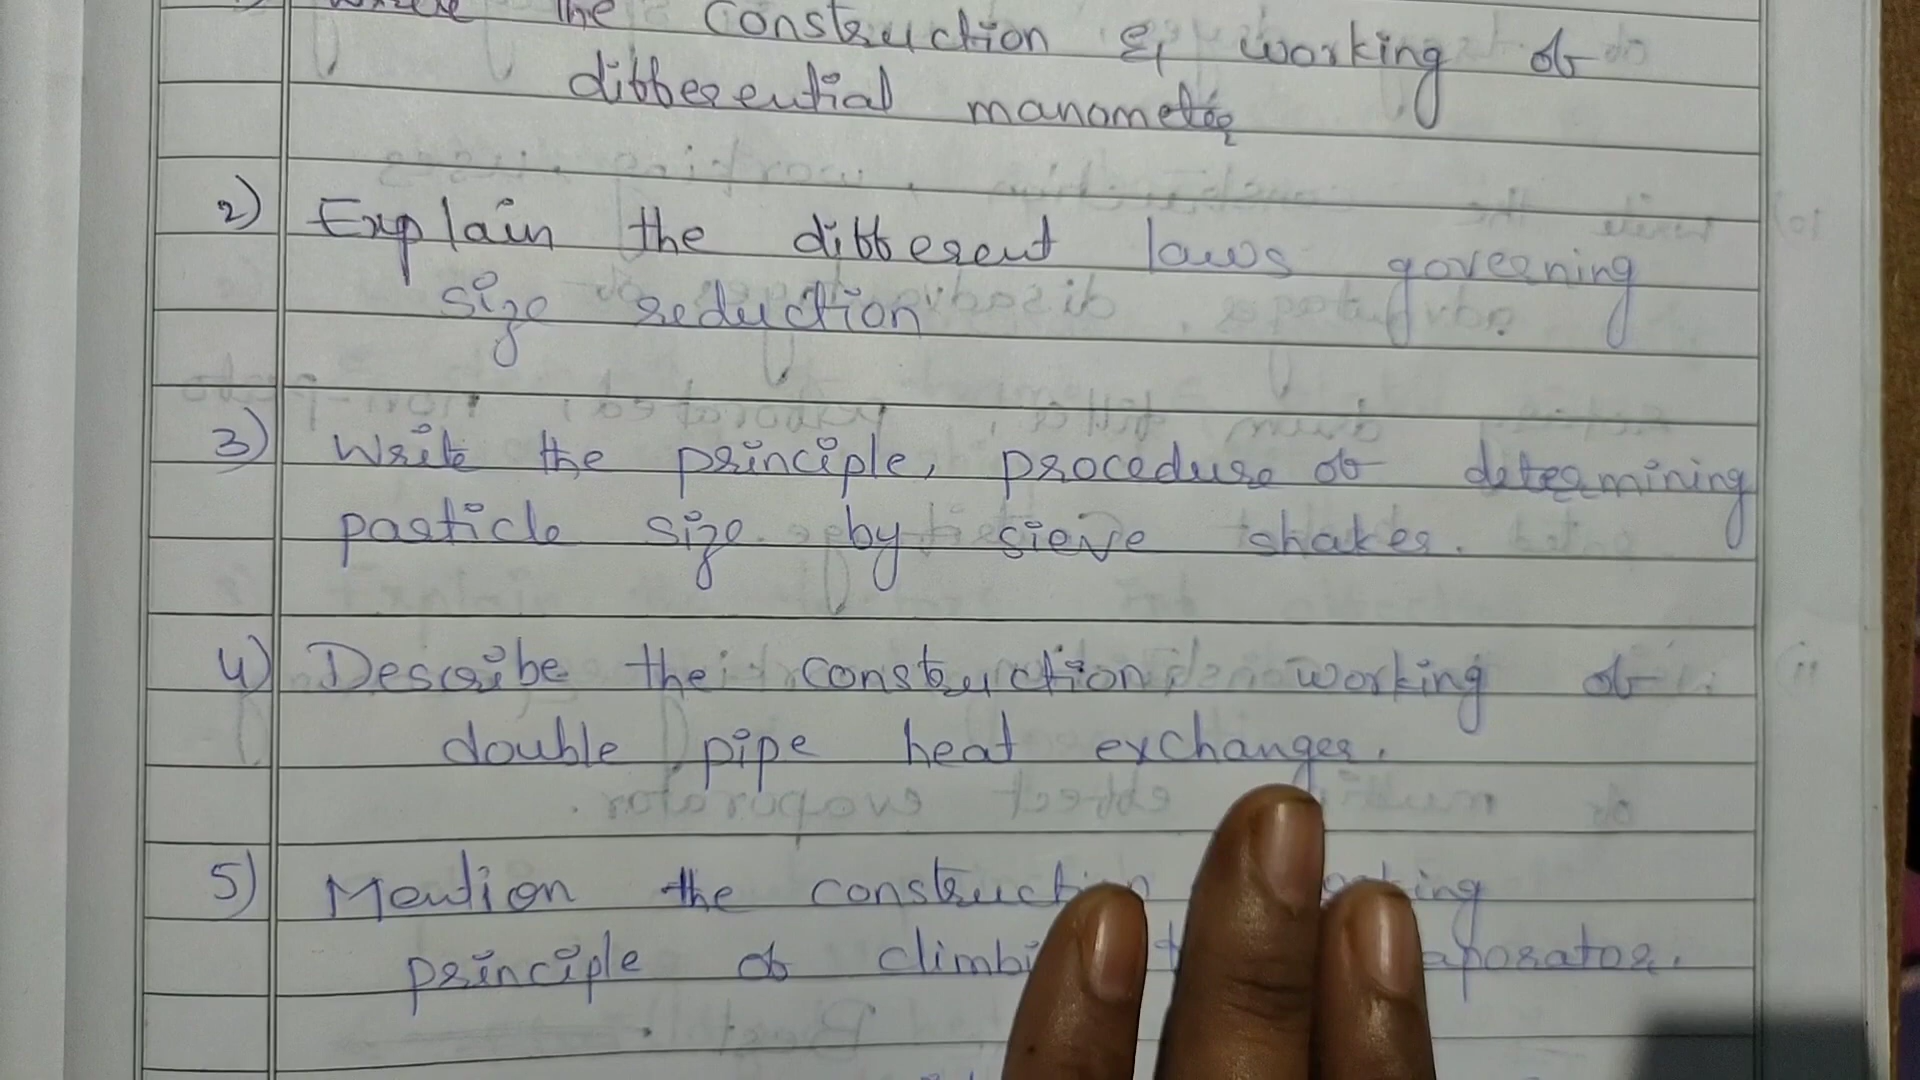 the construction & working of
differential manometer
2) Explain the different laws governing
size reduction
3) Write the principle, procedure of determining
particle size by sieve shaker.
4) Describe the construction working of
double pipe heat exchanger.
5) Mention the construction
principle of